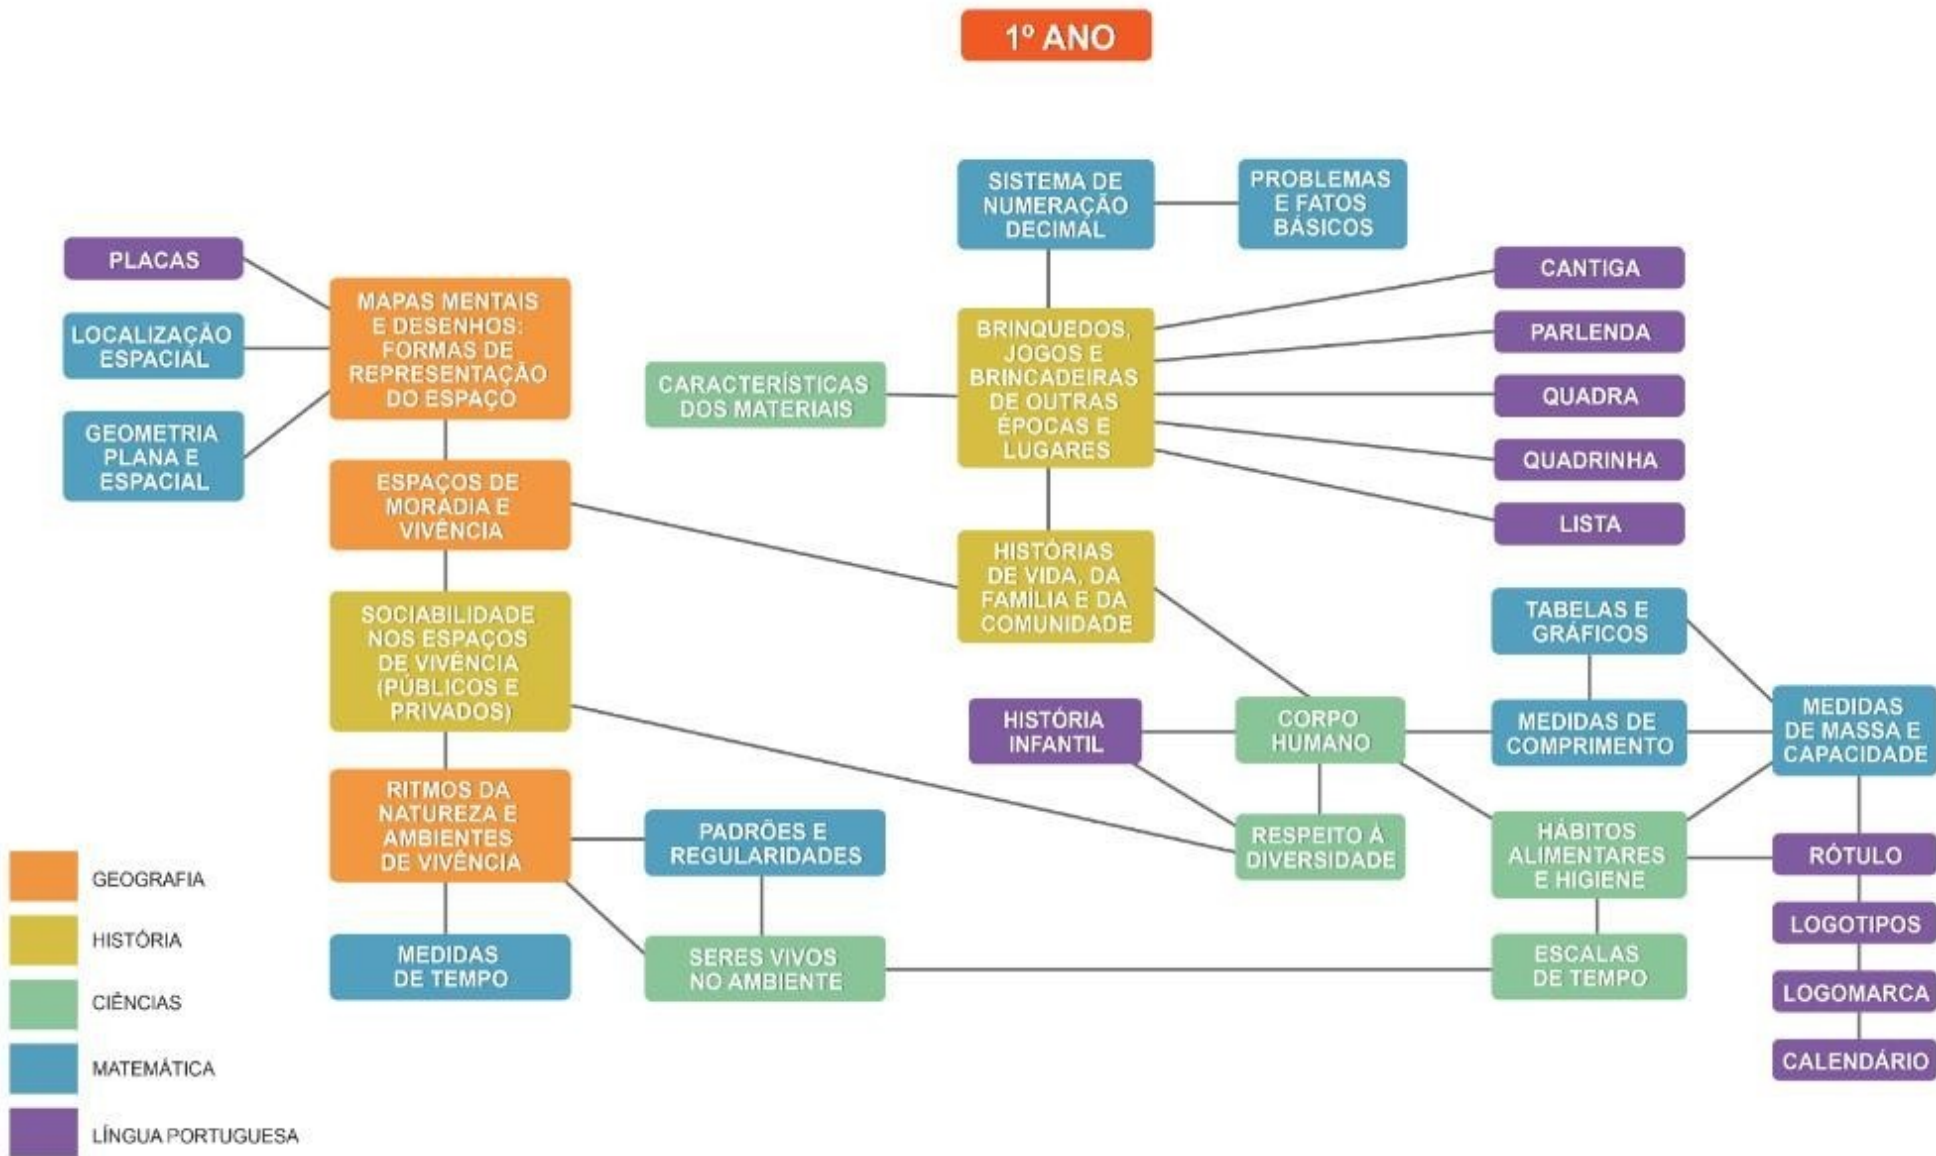 1º ANO
SISTEMA DE
NUMERAÇÃO
DECIMAL
PROBLEMAS
E FATOS
BÁSICOS
PLACAS
LOCALIZAÇÃO
ESPACIAL
GEOMETRIA
PLANA E
ESPACIAL
MAPAS MENTAIS
E DESENHOS:
FORMAS DE
REPRESENTAÇÃO
DO ESPAÇO
CARACTERÍSTICAS
DOS MATERIAIS
BRINQUEDOS,
JOGOS E
BRINCADEIRAS
DE OUTRAS
ÉPOCAS E
LUGARES
CANTIGA
PARLENDA
QUADRA
QUADRINHA
LISTA
ESPAÇOS DE
MORADIA E
VIVÊNCIA
HISTÓRIAS
DE VIDA, DA
FAMÍLIA E DA
COMUNIDADE
SOCIABILIDADE
NOS ESPAÇOS
DE VIVÊNCIA
(PÚBLICOS E
PRIVADOS)
TABELAS E
GRÁFICOS
HISTÓRIA
INFANTIL
CORPO
HUMANO
MEDIDAS DE
COMPRIMENTO
MEDIDAS
DE MASSA E
CAPACIDADE
RITMOS DA
NATUREZA E
AMBIENTES
DE VIVÊNCIA
PADRÕES E
REGULARIDADES
RESPEITO À
DIVERSIDADE
HÁBITOS
ALIMENTARES
E HIGIENE
RÓTULO
LOGOTIPOS
LOGOMARCA
CALENDÁRIO
MEDIDAS
DE TEMPO
SERES VIVOS
NO AMBIENTE
ESCALAS
DE TEMPO
GEOGRAFIA
HISTÓRIA
CIÊNCIAS
MATEMÁTICA
LÍNGUA PORTUGUESA